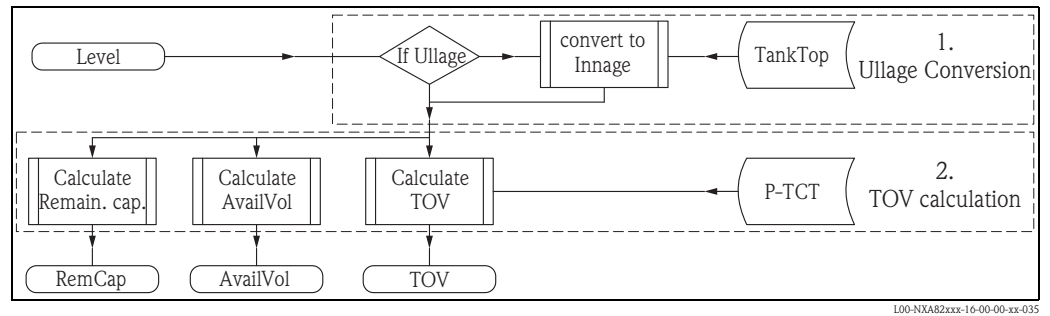 Level
If Ullage
convert to
Innage
TankTop
1.
Ullage Conversion
Calculate
Remain. cap.
Calculate
AvailVol
Calculate
TOV
P-TCT
2.
TOV calculation
RemCap
AvailVol
TOV
L00-NXA82xxx-16-00-00-xx-035